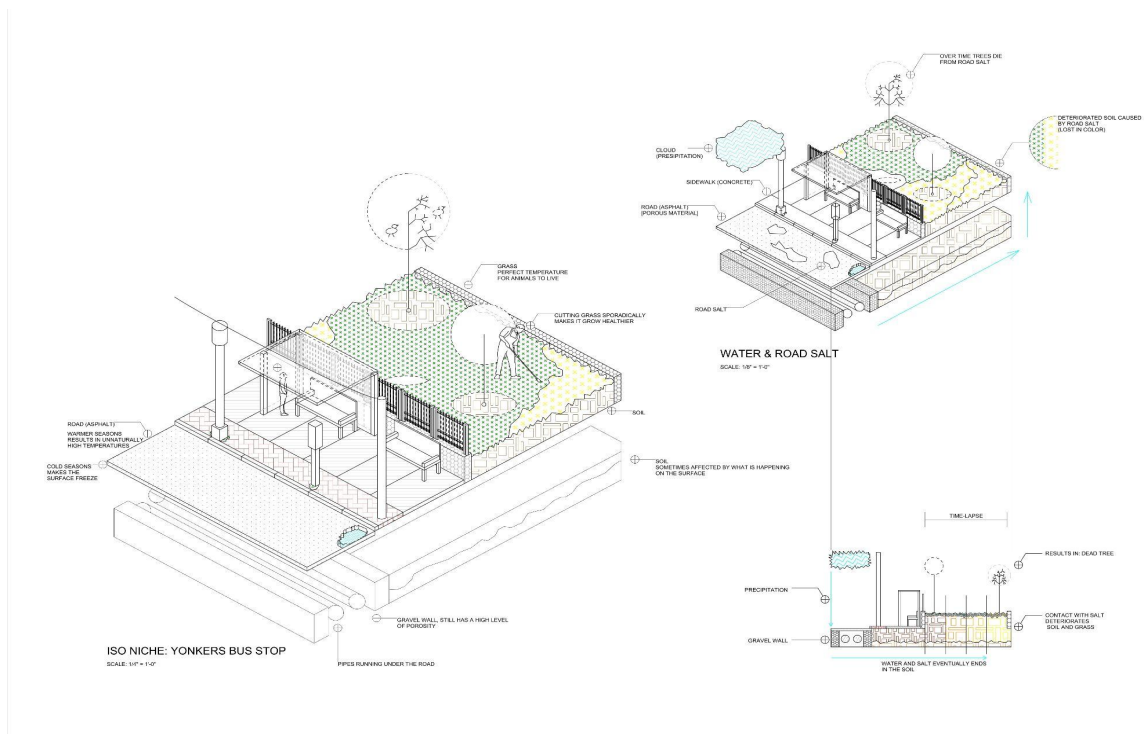 OVER TIME TREES DIE
FROM ROAD SALT
DETERIORATED SOIL CAUSED
BY ROAD SALT
(LOST IN COLOR)
CLOUD
(PRESIPITATION)
SIDEWALK (CONCRETE)
ROAD (ASPHALT)
(POROUS MATERIAL)
ROAD SALT
WATER & ROAD SALT
SCALE: 1/8" = 1'-0"
GRASS
PERFECT TEMPERATURE
FOR ANIMALS TO LIVE
CUTTING GRASS SPORADICALLY
MAKES IT GROW HEALTHIER
SOIL
SOIL
SOMETIMES AFFECTED BY WHAT IS HAPPENING
ON THE SURFACE
ROAD (ASPHALT)
WARMER SEASONS
RESULTS IN UNNATURALLY
HIGH TEMPERATURES
COLD SEASONS
MAKES THE
SURFACE FREEZE
GRAVEL WALL, STILL HAS A HIGH LEVEL
OF POROSITY
PIPES RUNNING UNDER THE ROAD
ISO NICHE: YONKERS BUS STOP
SCALE: 1/4" = 1'-0"
TIME-LAPSE
RESULTS IN: DEAD TREE.
PRECIPITATION
CONTACT WITH SALT
DETERIORATES
SOIL AND GRASS
GRAVEL WALL
WATER AND SALT EVENTUALLY ENDS
IN THE SOIL